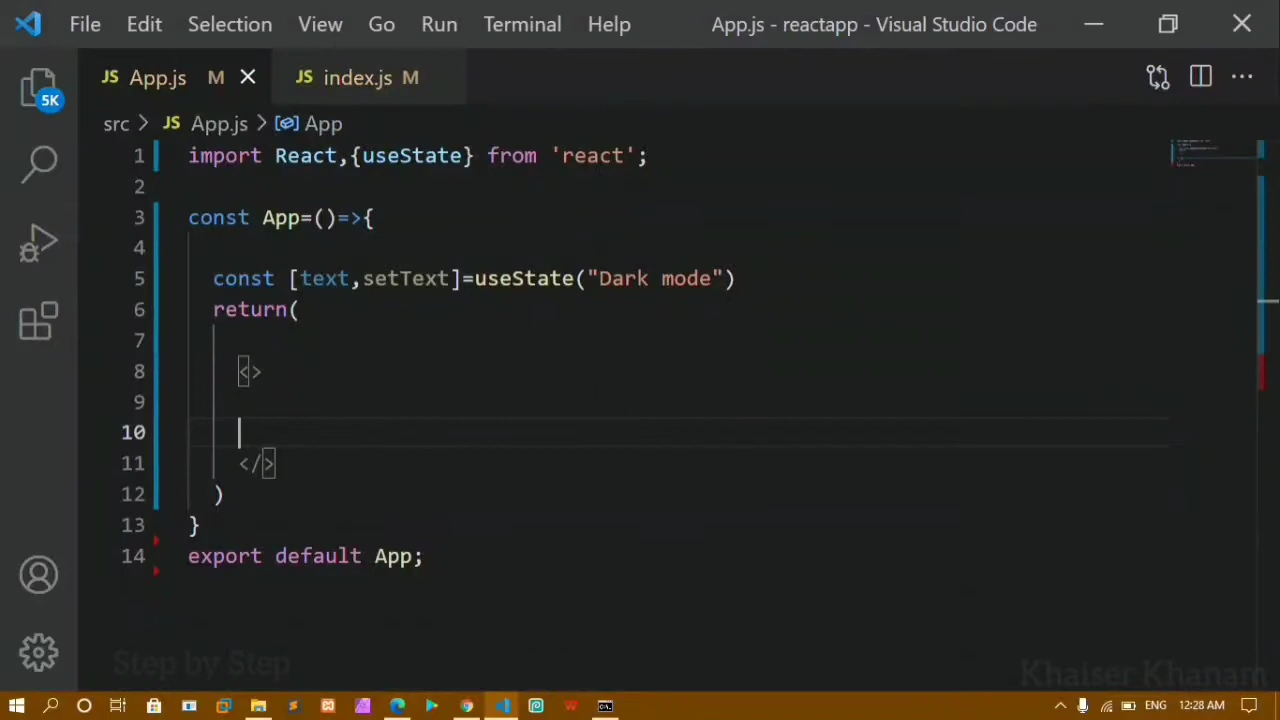 File Edit Selection View Go Run Terminal Help App.js - reactapp - Visual Studio Code
JS App.js M JS index.js M
5K
src > JS App.js > App
1 import React,{useState} from 'react';
2
3 const App=()=>{
4
5 const [text,setText]=useState("Dark mode")
6 return(
7
8 <>
9
10
11 </>
12 )
13 }
14 export default App;
Step by Step
Khaiser Khanam
ENG 12:28 AM